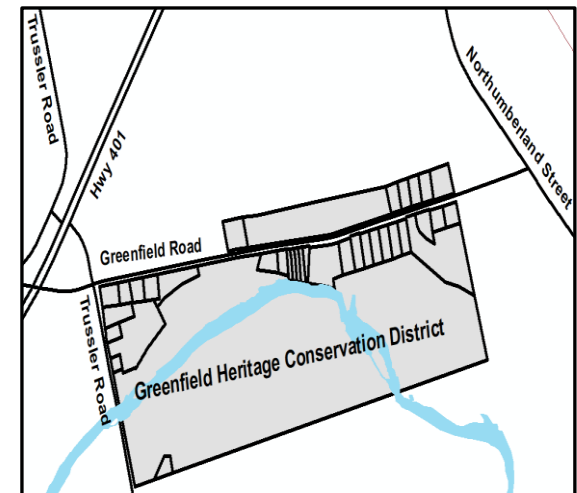 Trussler Road
Hwy 401
Northumberland Street
Greenfield Road
Trussler Road
Greenfield Heritage Conservation District